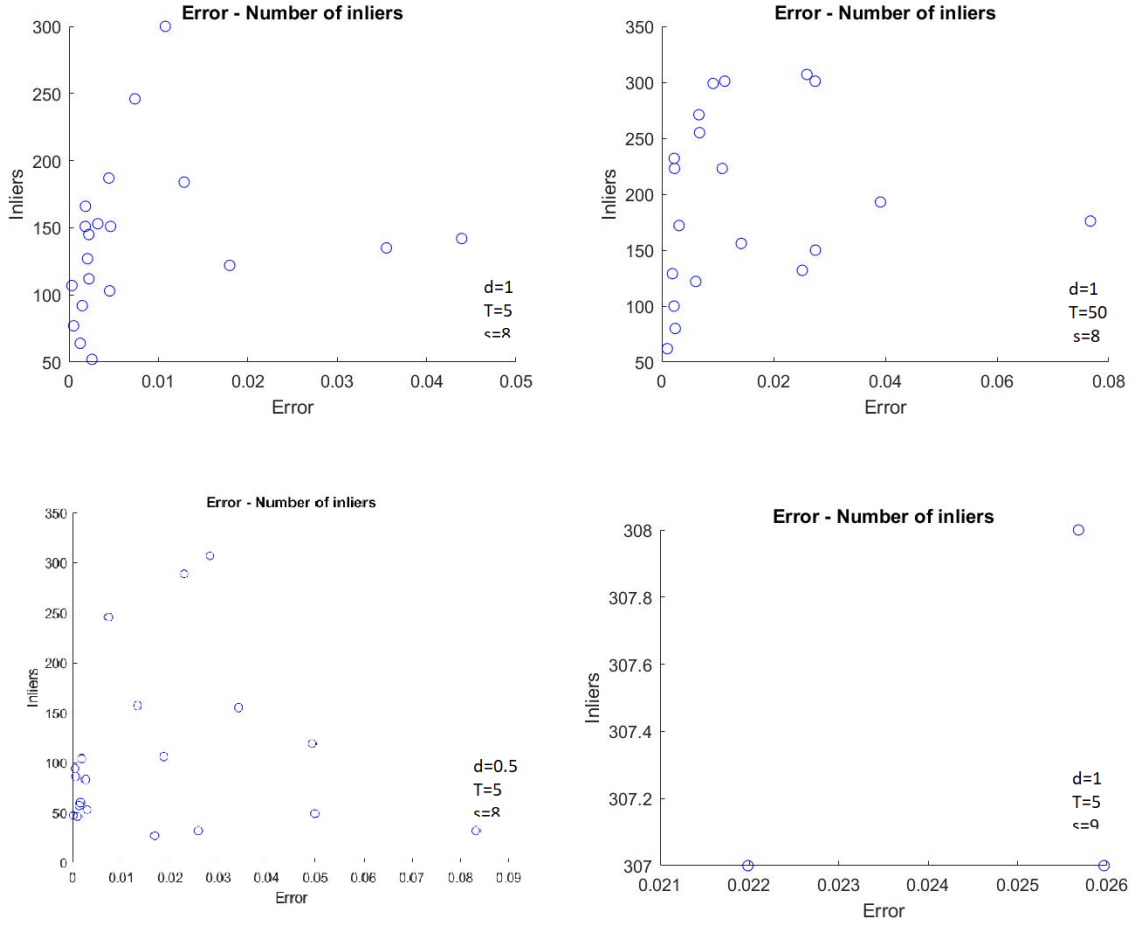 Error - Number of inliers
300
250
200
150
100
50
Inliers
0
0.01
0.02
0.03
0.04
0.05
Error
d=1
T=5
s=8
Error - Number of inliers
350
300
250
200
150
100
50
Inliers
0
0.02
0.04
0.06
0.08
Error
d=1
T=50
s=8
Error - Number of inliers
350
300
250
200
150
100
50
0
Inliers
0
0.01
0.02
0.03
0.04
0.05
0.06
0.07
0.08
0.09
Error
d=0.5
T=5
s=8
Error - Number of inliers
308
307.8
307.6
307.4
307.2
307
Inliers
0.021
0.022
0.023
0.024
0.025
0.026
Error
d=1
T=5
s=9